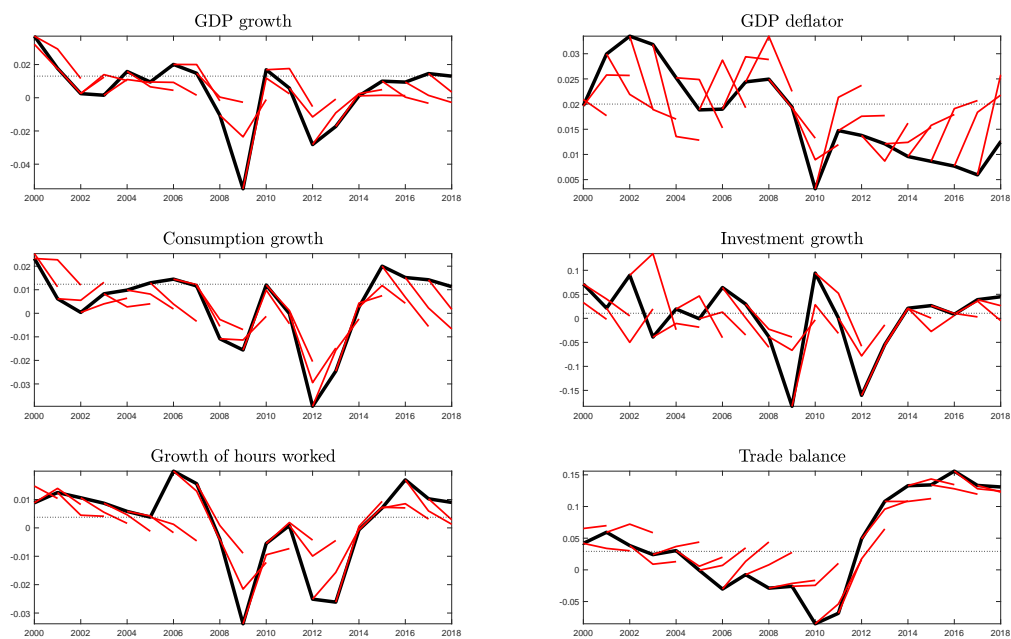 GDP growth
0.02
0
-0.02
-0.04
2000 2002 2004 2006 2008 2010 2012 2014 2016 2018
GDP deflator
0.03
0.025
0.02
0.015
0.01
0.005
2000 2002 2004 2006 2008 2010 2012 2014 2016 2018
Consumption growth
0.02
0.01
0
-0.01
-0.02
-0.03
2000 2002 2004 2006 2008 2010 2012 2014 2016 2018
Investment growth
0.1
0.05
0
-0.05
-0.1
-0.15
2000 2002 2004 2006 2008 2010 2012 2014 2016 2018
Growth of hours worked
0.01
0
-0.01
-0.02
-0.03
2000 2002 2004 2006 2008 2010 2012 2014 2016 2018
Trade balance
0.15
0.1
0.05
0
-0.05
2000 2002 2004 2006 2008 2010 2012 2014 2016 2018